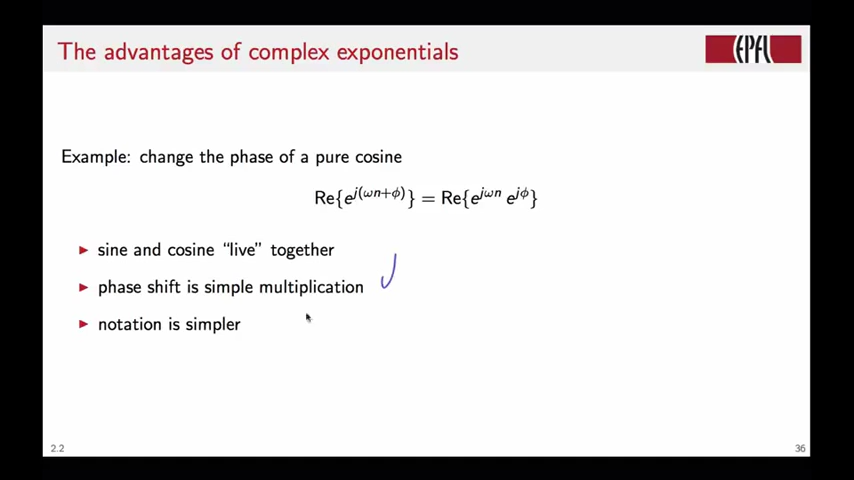 The advantages of complex exponentials
EPFL
Example: change the phase of a pure cosine
Re{e^{j(ωn+ϕ)}} = Re{e^{jωn} e^{jϕ}}
▶ sine and cosine “live” together
▶ phase shift is simple multiplication
▶ notation is simpler
2.2
36